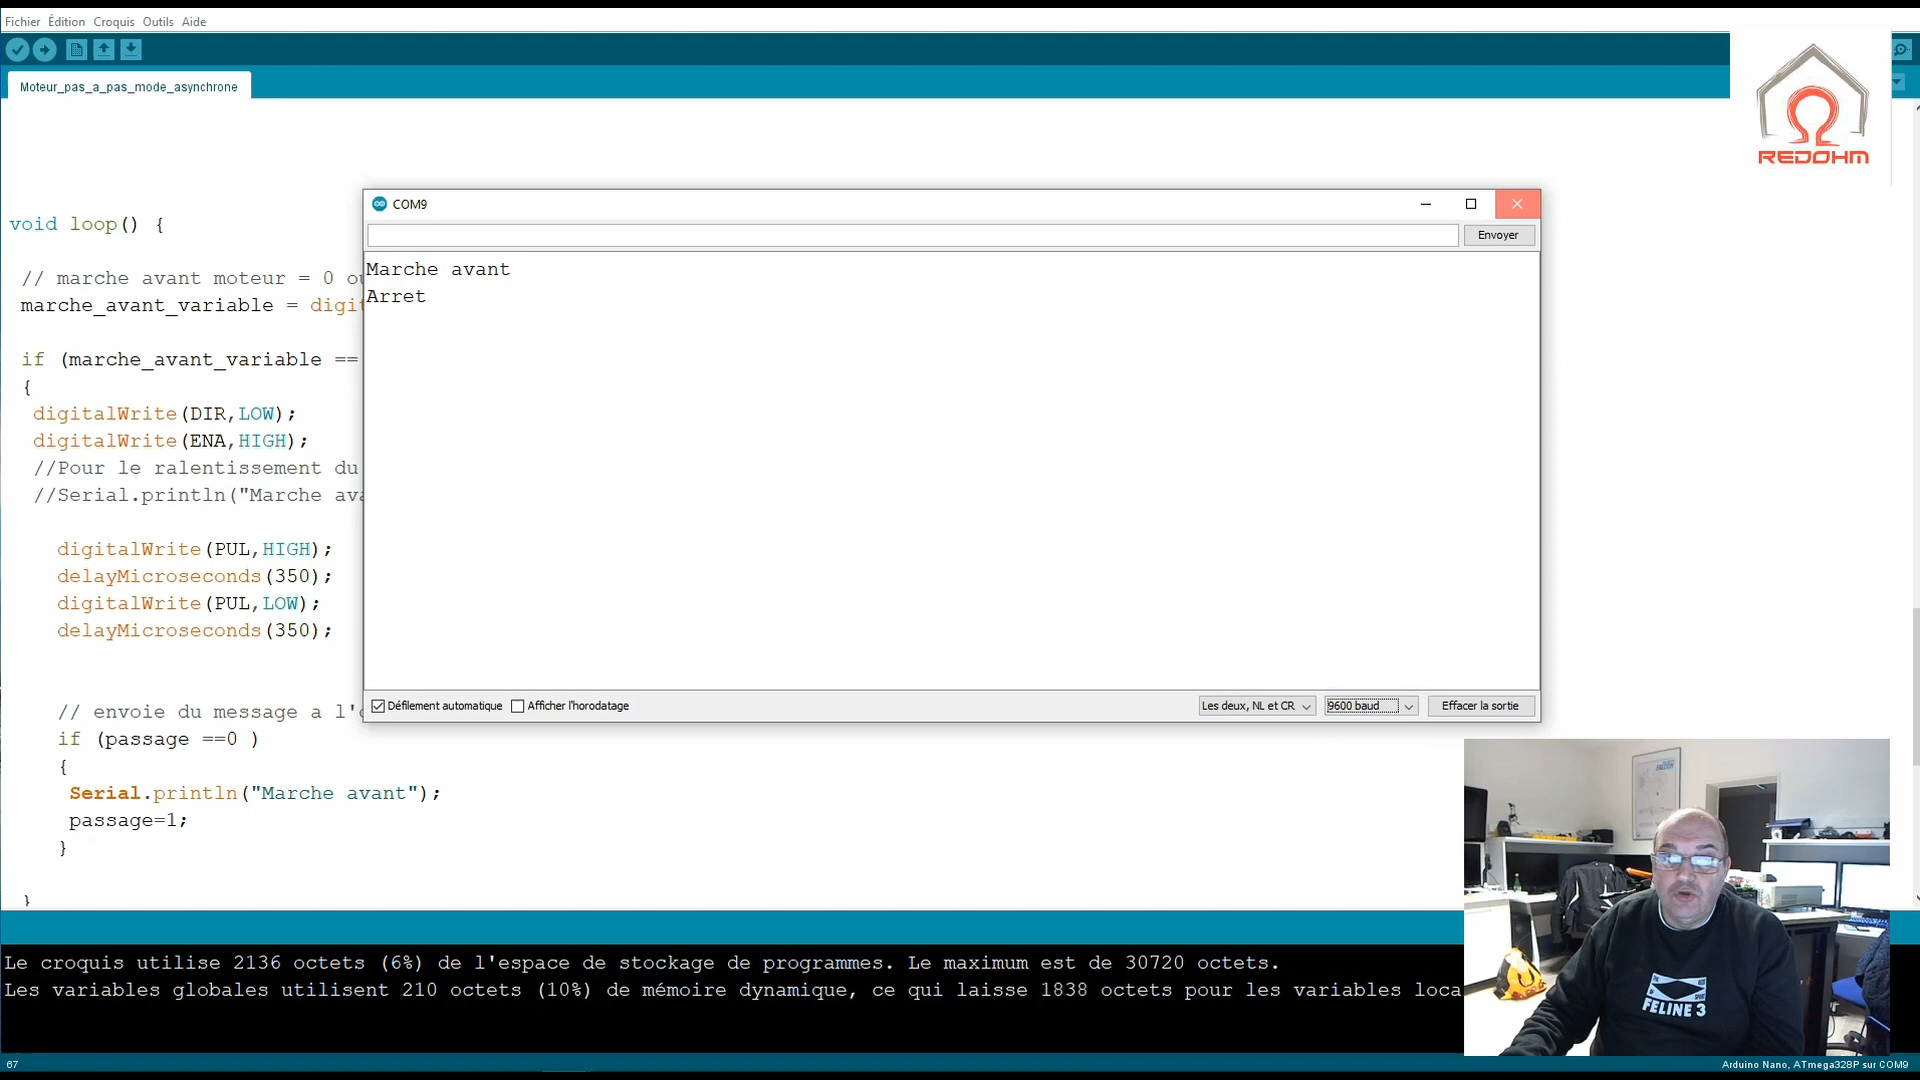 Fichier Édition Croquis Outils Aide
Moteur_pas_a_pas_mode_asynchrone
REDOHM
void loop() {
// marche avant moteur = 0 ou
marche_avant_variable = digit
if (marche_avant_variable ==
{
digitalWrite(DIR,LOW);
digitalWrite(ENA,HIGH);
//Pour le ralentissement du
//Serial.println("Marche ava
digitalWrite(PUL,HIGH);
delayMicroseconds(350);
digitalWrite(PUL,LOW);
delayMicroseconds(350);
// envoie du message a l'
if (passage ==0 )
{
Serial.println("Marche avant");
passage=1;
}
}
COM9
Envoyer
Marche avant
Arret
Défilement automatique Afficher l'horodatage Les deux, NL et CR 9600 baud Effacer la sortie
Le croquis utilise 2136 octets (6%) de l'espace de stockage de programmes. Le maximum est de 30720 octets.
Les variables globales utilisent 210 octets (10%) de mémoire dynamique, ce qui laisse 1838 octets pour les variables loca
FELINE 3
67
Arduino Nano, ATmega328P sur COM9